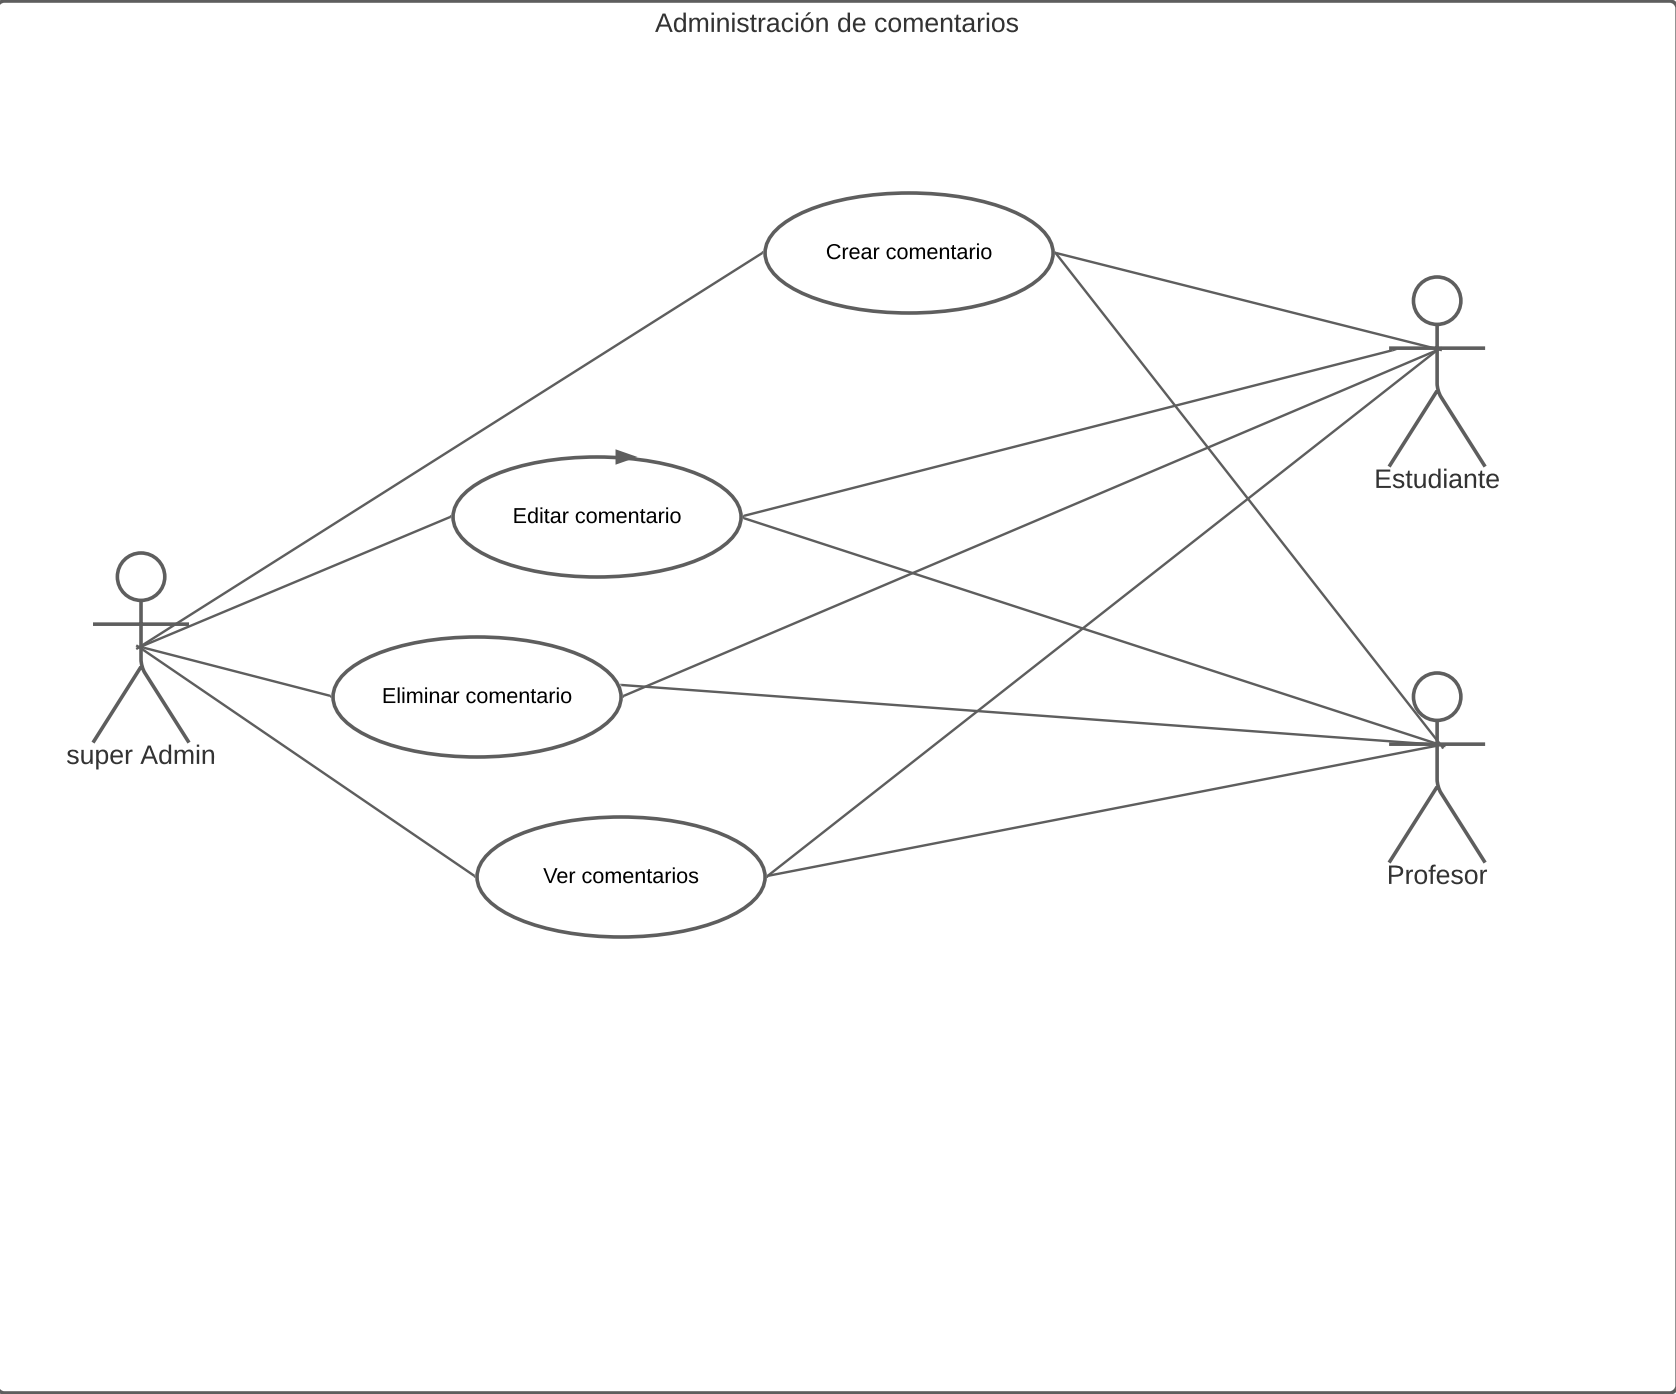 Administración de comentarios
Crear comentario
Estudiante
Editar comentario
super Admin
Eliminar comentario
Ver comentarios
Profesor